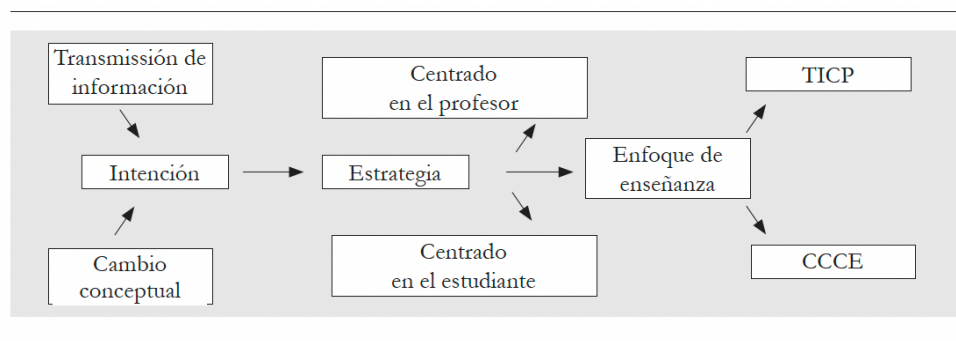 Transmissión de
información
Intención
Cambio
conceptual
Centrado
en el profesor
Estrategia
Centrado
en el estudiante
Enfoque de
enseñanza
TICP
CCCE